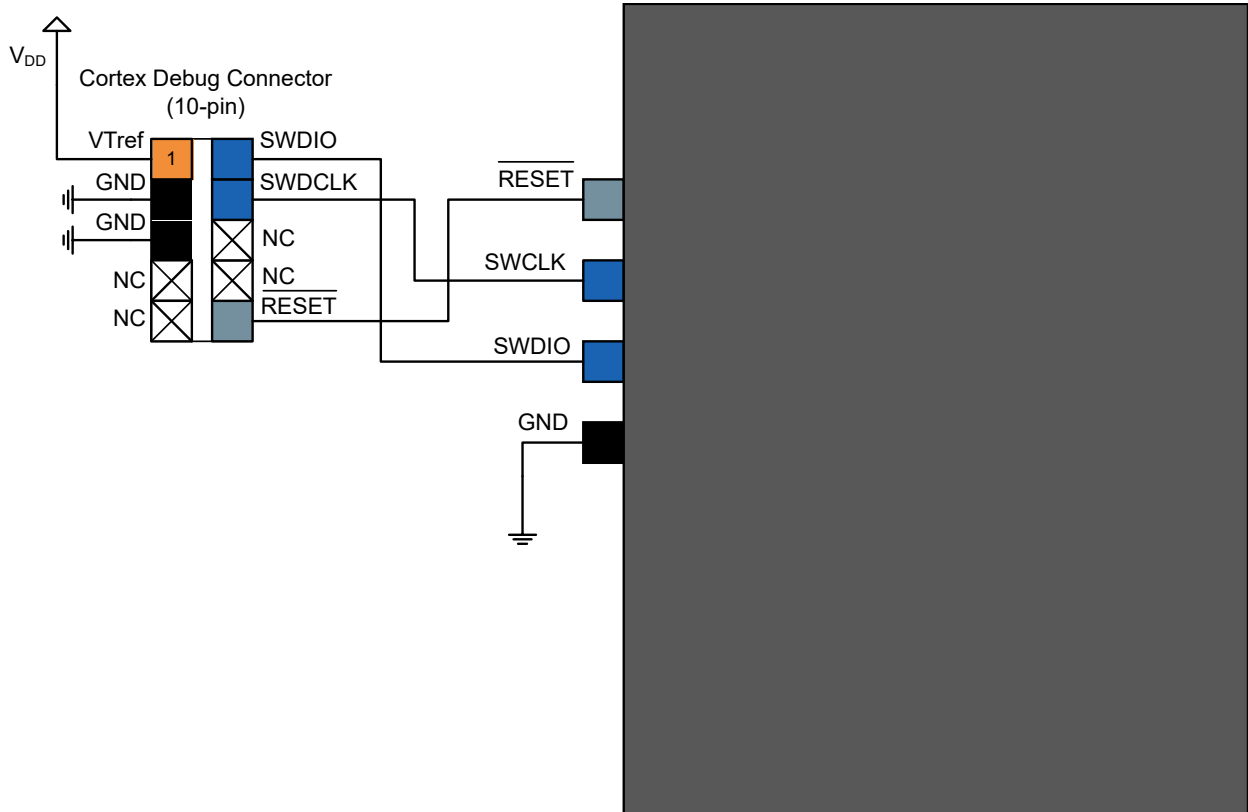 VDD
Cortex Debug Connector
(10-pin)
VTref
1
SWDIO
GND
SWDCLK
GND
NC
NC
NC
NC
RESET
RESET
SWCLK
SWDIO
GND